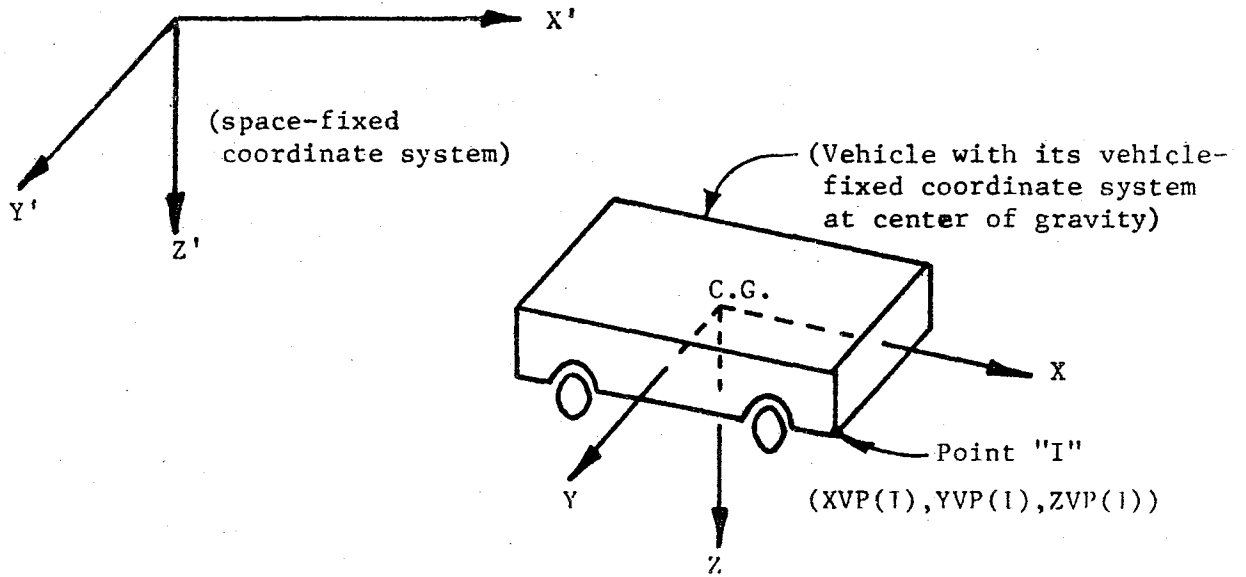 X'
(space-fixed
coordinate system)
Y'
Z'
(Vehicle with its vehicle-
fixed coordinate system
at center of gravity)
C.G.
X
Point "I"
Y
(XVP(I),YVP(I),ZVP(I))
Z